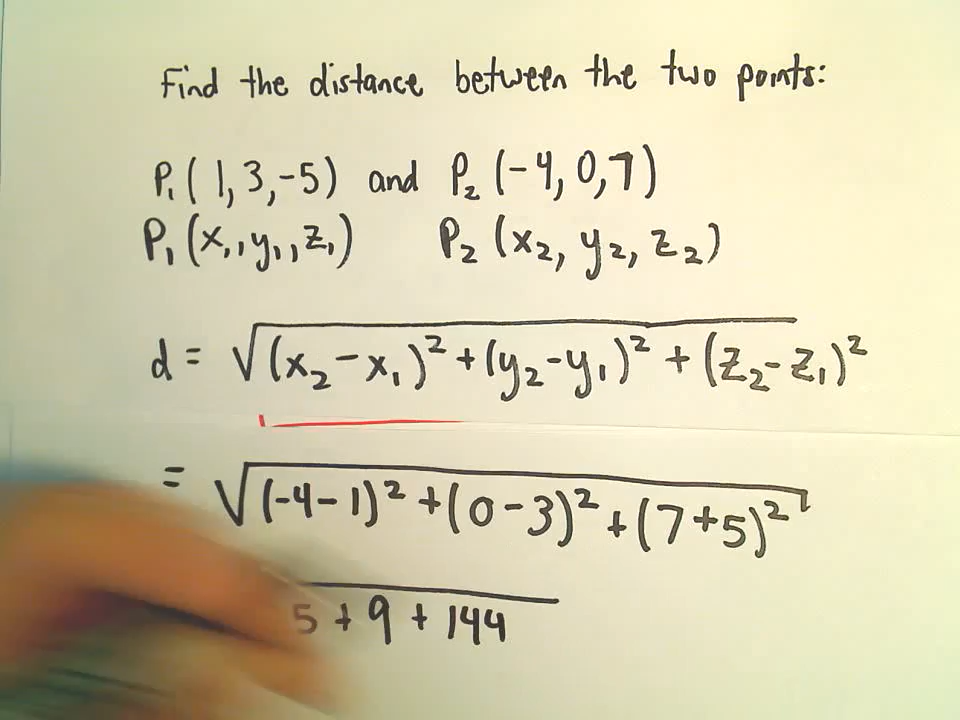 Find the distance between the two points:
P₁(1,3,-5) and P₂(-4,0,7)
P₁(x₁,y₁,z₁) P₂(x₂,y₂,z₂)
d = √(x₂-x₁)² + (y₂-y₁)² + (z₂-z₁)²
= √(-4-1)² + (0-3)² + (7+5)²
5 + 9 + 144